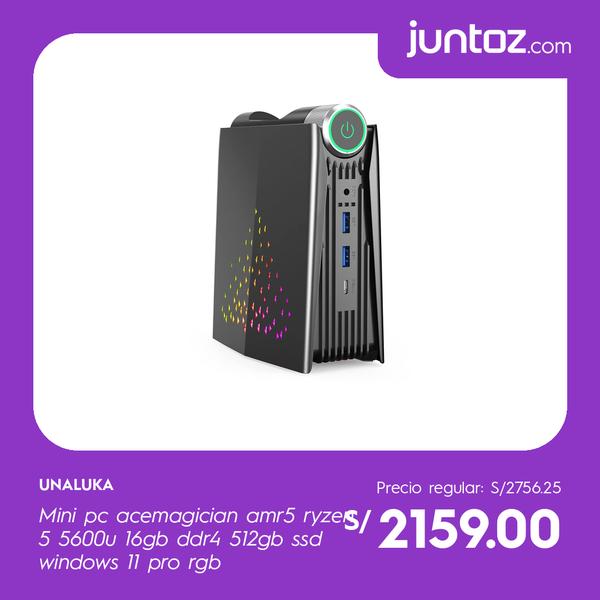 juntoz.com
UNALUKA
Precio regular: S/2756.25
Mini pc acemagician amr5 ryzen
5 5600u 16gb ddr4 512gb ssd
windows 11 pro rgb
S/ 2159.00